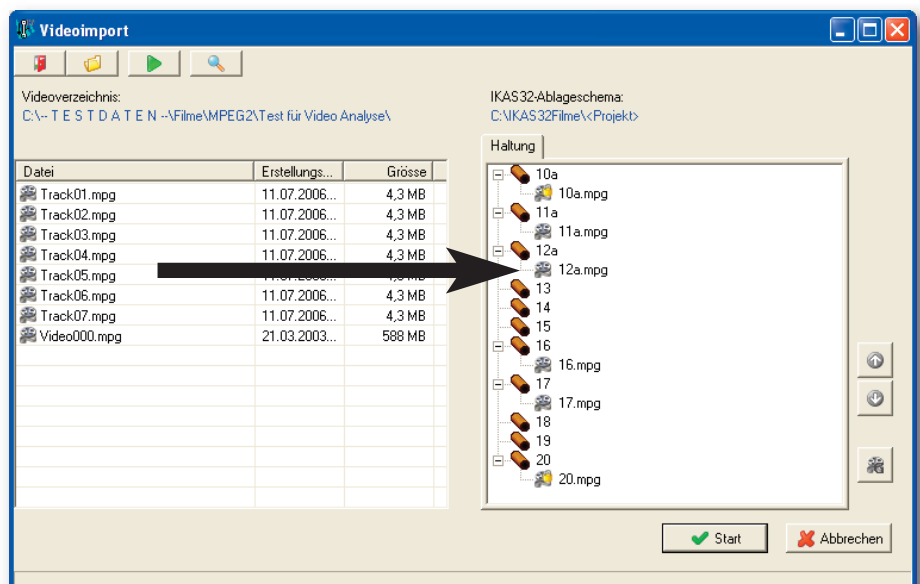 Videoimport
Videoverzeichnis:
C:\-- T E S T D A T E N --\Filme\MPEG2\Test für Video Analyse\
IKAS32-Ablageschema:
C:\IKAS32Filme\<Projekt>
Datei Erstellungs... Grösse
Track01.mpg 11.07.2006... 4,3 MB
Track02.mpg 11.07.2006... 4,3 MB
Track03.mpg 11.07.2006... 4,3 MB
Track04.mpg 11.07.2006... 4,3 MB
Track05.mpg
Track06.mpg 11.07.2006... 4,3 MB
Track07.mpg 11.07.2006... 4,3 MB
Video000.mpg 21.03.2003... 588 MB
Haltung
10a
10a.mpg
11a
11a.mpg
12a
12a.mpg
13
14
15
16
16.mpg
17
17.mpg
18
19
20
20.mpg
Start
Abbrechen